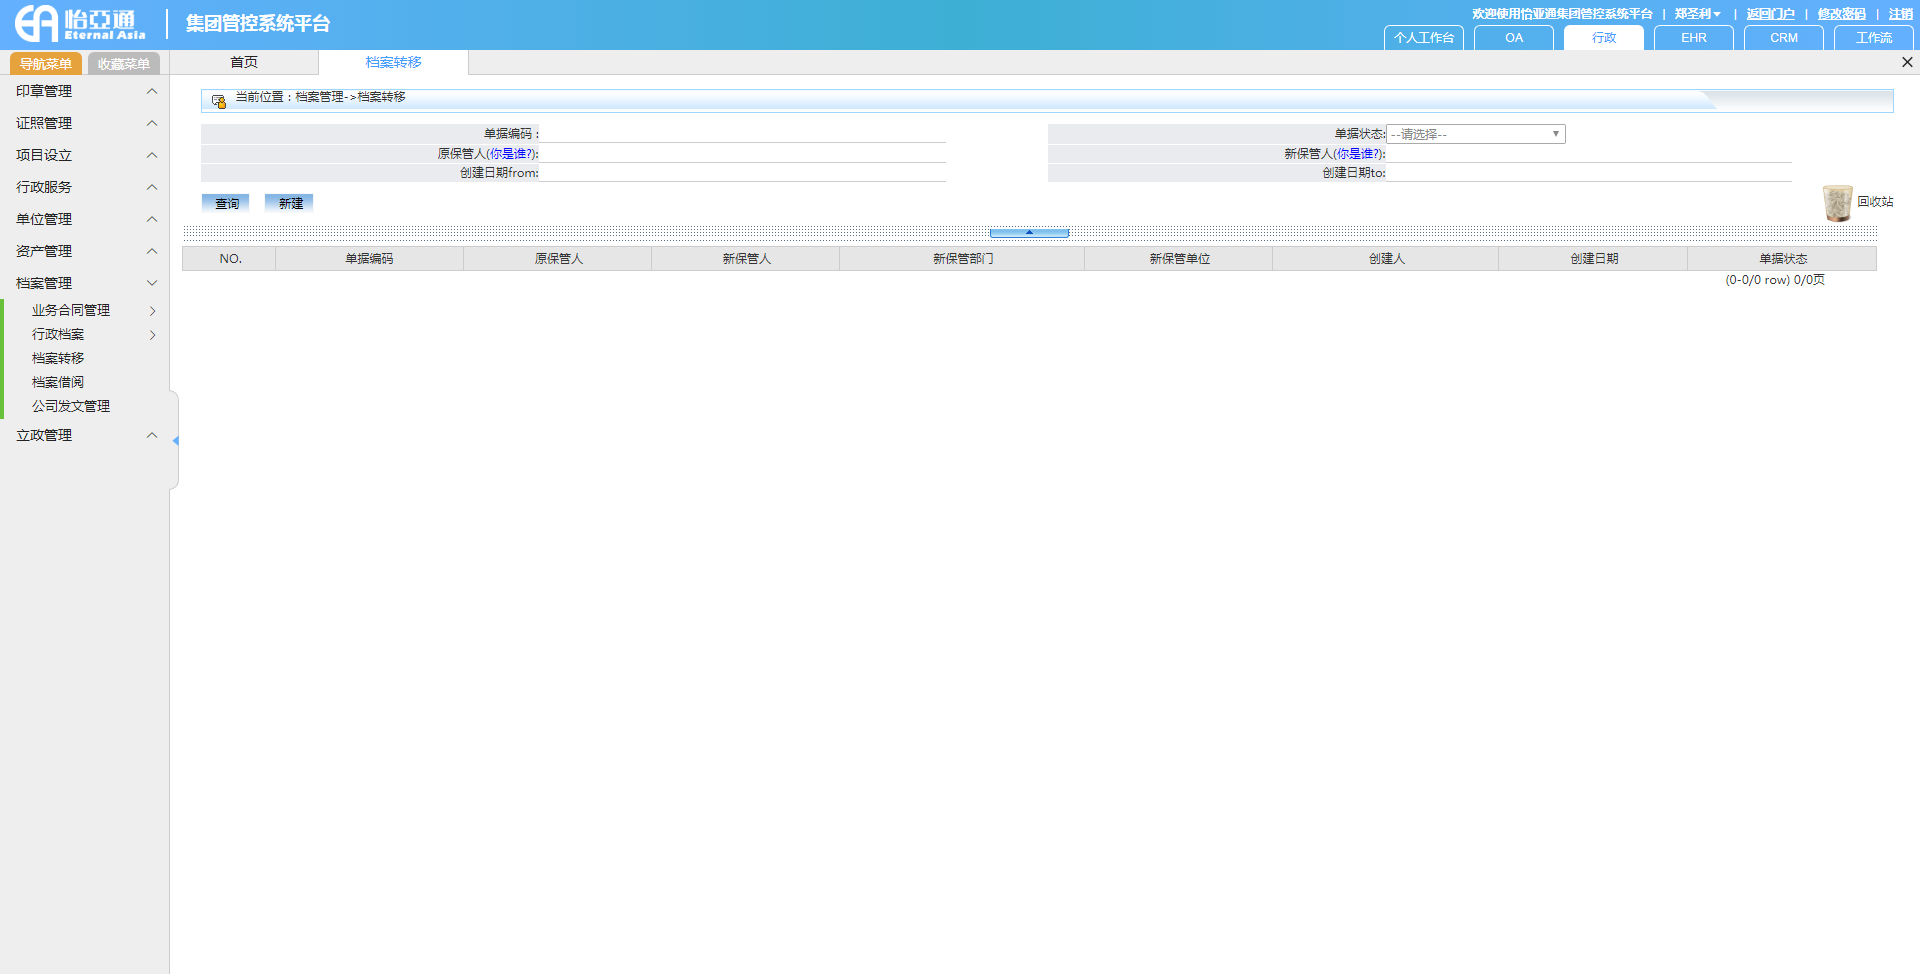 怡亞通
Eternal Asia
集团管控系统平台
欢迎使用怡亚通集团管控系统平台 | 郑圣利 | 返回门户 | 修改密码 | 注销
个人工作台 OA 行政 EHR CRM 工作流
导航菜单 收藏菜单 首页 档案转移
印章管理
证照管理
项目设立
行政服务
单位管理
资产管理
档案管理
业务合同管理
行政档案
档案转移
档案借阅
公司发文管理
立政管理
当前位置：档案管理->档案转移
单据编码 : 单据状态: --请选择--
原保管人(你是谁?): 新保管人(你是谁?):
创建日期from: 创建日期to:
查询 新建 回收站
NO. 单据编码 原保管人 新保管人 新保管部门 新保管单位 创建人 创建日期 单据状态
(0-0/0 row) 0/0页